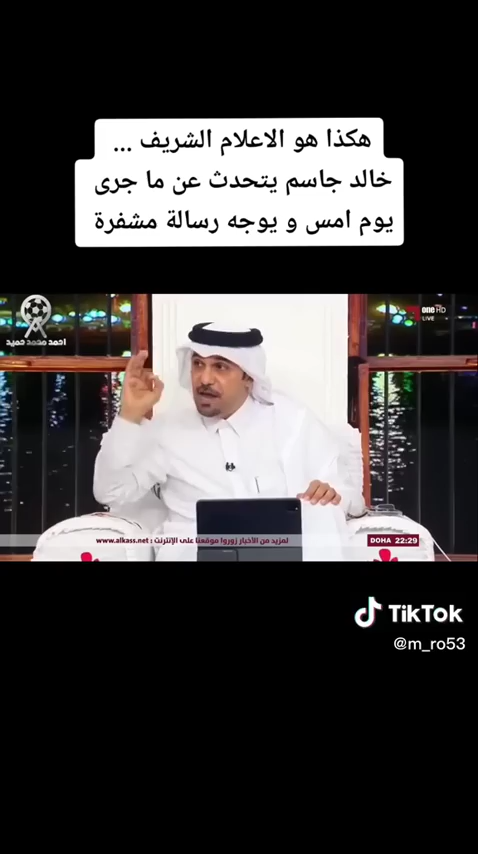 هكذا هو الاعلام الشريف ...
خالد جاسم يتحدث عن ما جرى
يوم امس و يوجه رسالة مشفرة
one HD
LIVE
احمد محمد حميد
لمزيد من الأخبار زوروا موقعنا على الإنترنت : www.alkass.net
DOHA 22:29
TikTok
@m_ro53